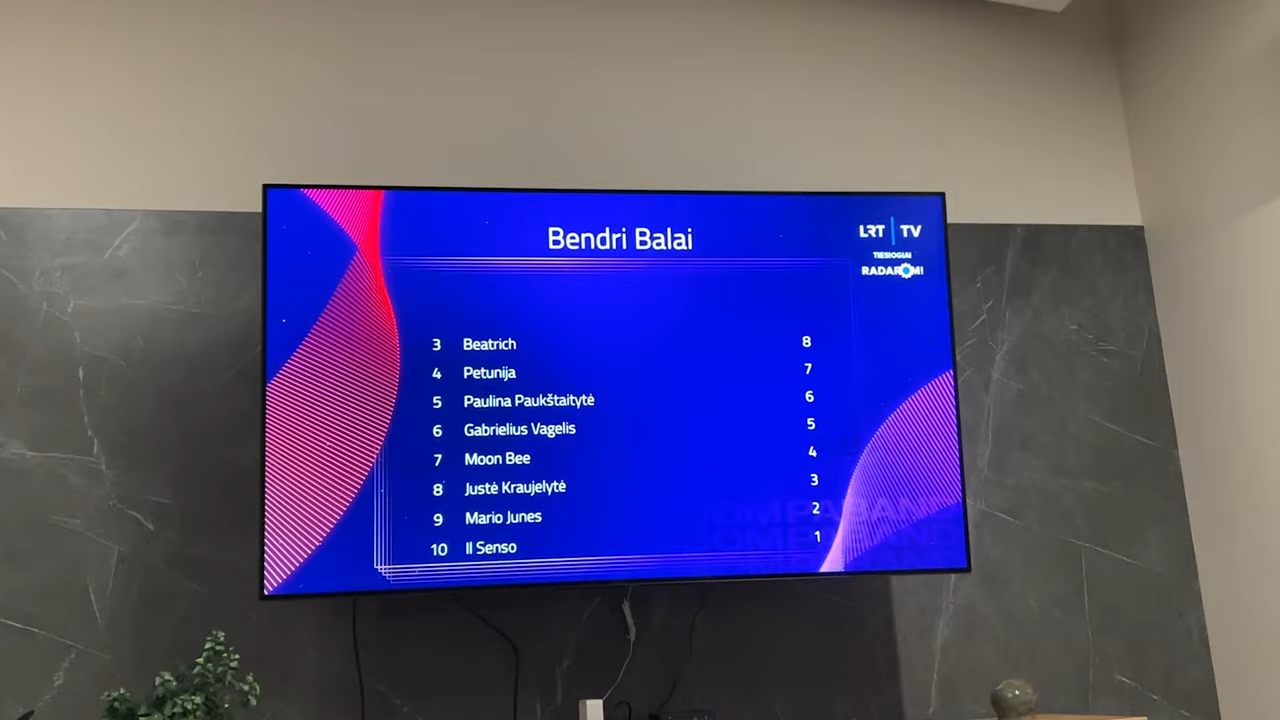 Bendri Balai
LRT TV
TIESIOGIAI
RADAROM!
3 Beatrich 8
4 Petunija 7
5 Paulina Paukštaitytė 6
6 Gabrielius Vagelis 5
7 Moon Bee 4
8 Justė Kraujelytė 3
9 Mario Junes 2
10 Il Senso 1